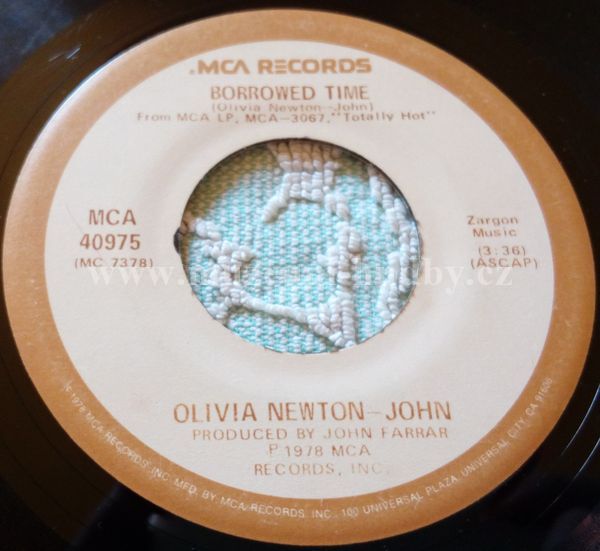 MCA RECORDS
BORROWED TIME
(Olivia Newton-John)
From MCA LP, MCA-3067, "Totally Hot"
MCA
40975
(MC 7378)
Zargon
Music
(3:36)
(ASCAP)
OLIVIA NEWTON-JOHN
PRODUCED BY JOHN FARRAR
℗ 1978 MCA
RECORDS, INC.
©1978 MCA RECORDS, INC. MFD. BY MCA RECORDS, INC., 100 UNIVERSAL PLAZA, UNIVERSAL CITY, CA 91608